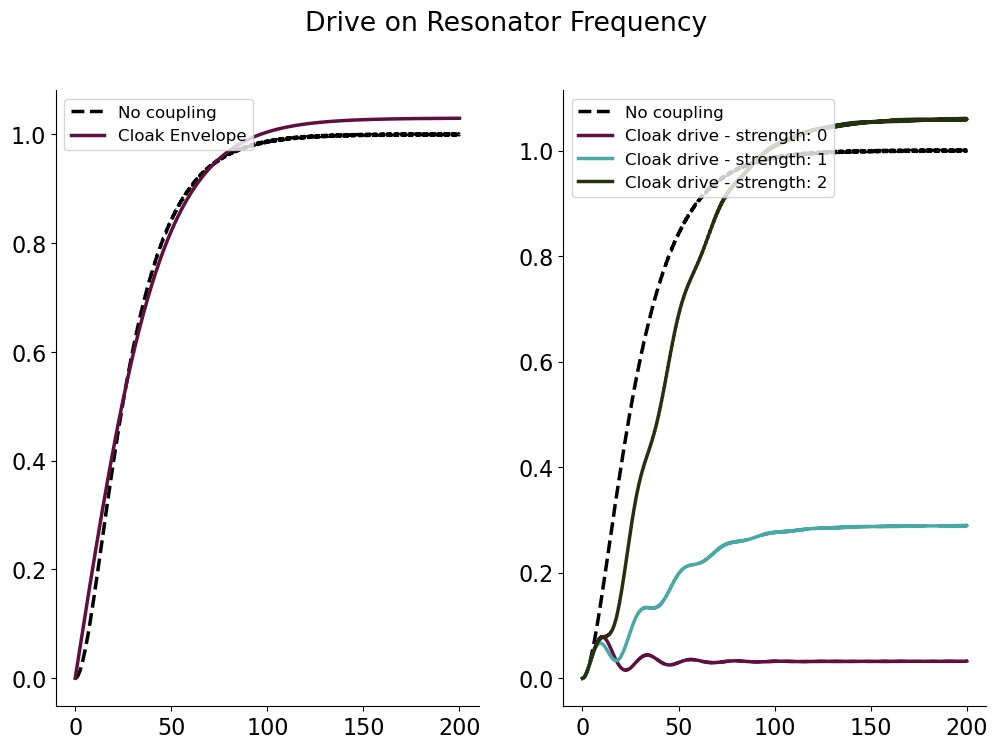 Drive on Resonator Frequency
No coupling
Cloak Envelope
1.0
0.8
0.6
0.4
0.2
0.0
0 50 100 150 200
No coupling
Cloak drive - strength: 0
Cloak drive - strength: 1
Cloak drive - strength: 2
1.0
0.8
0.6
0.4
0.2
0.0
0 50 100 150 200